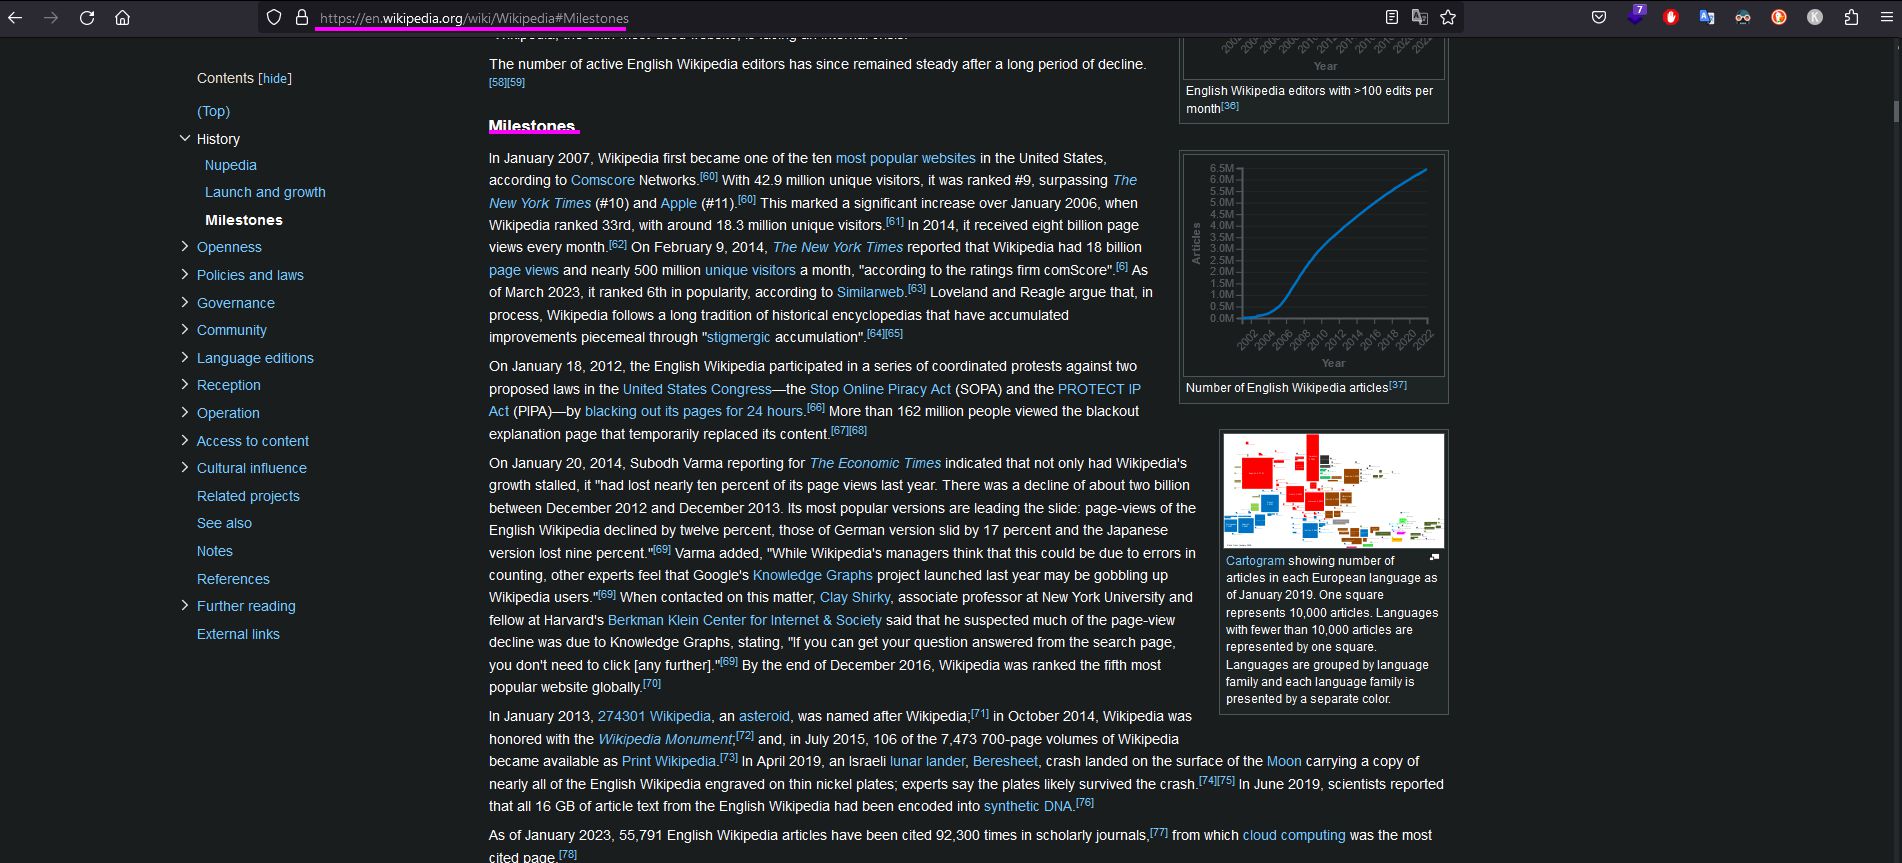 https://en.wikipedia.org/wiki/Wikipedia#Milestones
7
K
Contents [hide]
(Top)
History
Nupedia
Launch and growth
Milestones
Openness
Policies and laws
Governance
Community
Language editions
Reception
Operation
Access to content
Cultural influence
Related projects
See also
Notes
References
Further reading
External links
The number of active English Wikipedia editors has since remained steady after a long period of decline.
[58][59]
Milestones
In January 2007, Wikipedia first became one of the ten most popular websites in the United States,
according to Comscore Networks.[60] With 42.9 million unique visitors, it was ranked #9, surpassing The
New York Times (#10) and Apple (#11).[60] This marked a significant increase over January 2006, when
Wikipedia ranked 33rd, with around 18.3 million unique visitors.[61] In 2014, it received eight billion page
views every month.[62] On February 9, 2014, The New York Times reported that Wikipedia had 18 billion
page views and nearly 500 million unique visitors a month, "according to the ratings firm comScore".[6] As
of March 2023, it ranked 6th in popularity, according to Similarweb.[63] Loveland and Reagle argue that, in
process, Wikipedia follows a long tradition of historical encyclopedias that have accumulated
improvements piecemeal through "stigmergic accumulation".[64][65]
On January 18, 2012, the English Wikipedia participated in a series of coordinated protests against two
proposed laws in the United States Congress—the Stop Online Piracy Act (SOPA) and the PROTECT IP
Act (PIPA)—by blacking out its pages for 24 hours.[66] More than 162 million people viewed the blackout
explanation page that temporarily replaced its content.[67][68]
On January 20, 2014, Subodh Varma reporting for The Economic Times indicated that not only had Wikipedia's
growth stalled, it "had lost nearly ten percent of its page views last year. There was a decline of about two billion
between December 2012 and December 2013. Its most popular versions are leading the slide: page-views of the
English Wikipedia declined by twelve percent, those of German version slid by 17 percent and the Japanese
version lost nine percent."[69] Varma added, "While Wikipedia's managers think that this could be due to errors in
counting, other experts feel that Google's Knowledge Graphs project launched last year may be gobbling up
Wikipedia users."[69] When contacted on this matter, Clay Shirky, associate professor at New York University and
fellow at Harvard's Berkman Klein Center for Internet & Society said that he suspected much of the page-view
decline was due to Knowledge Graphs, stating, "If you can get your question answered from the search page,
you don't need to click [any further]."[69] By the end of December 2016, Wikipedia was ranked the fifth most
popular website globally.[70]
In January 2013, 274301 Wikipedia, an asteroid, was named after Wikipedia;[71] in October 2014, Wikipedia was
honored with the Wikipedia Monument;[72] and, in July 2015, 106 of the 7,473 700-page volumes of Wikipedia
became available as Print Wikipedia.[73] In April 2019, an Israeli lunar lander, Beresheet, crash landed on the surface of the Moon carrying a copy of
nearly all of the English Wikipedia engraved on thin nickel plates; experts say the plates likely survived the crash.[74][75] In June 2019, scientists reported
that all 16 GB of article text from the English Wikipedia had been encoded into synthetic DNA.[76]
As of January 2023, 55,791 English Wikipedia articles have been cited 92,300 times in scholarly journals,[77] from which cloud computing was the most
cited page.[78]
Year
English Wikipedia editors with >100 edits per
month[36]
6.5M
6.0M
5.5M
5.0M
4.5M
4.0M
3.5M
3.0M
2.5M
2.0M
1.5M
1.0M
0.5M
0.0M
Articles
2002
2004
2006
2008
2010
2012
2014
2016
2018
2020
2022
Year
Number of English Wikipedia articles[37]
Cartogram showing number of
articles in each European language as
of January 2019. One square
represents 10,000 articles. Languages
with fewer than 10,000 articles are
represented by one square.
Languages are grouped by language
family and each language family is
presented by a separate color.